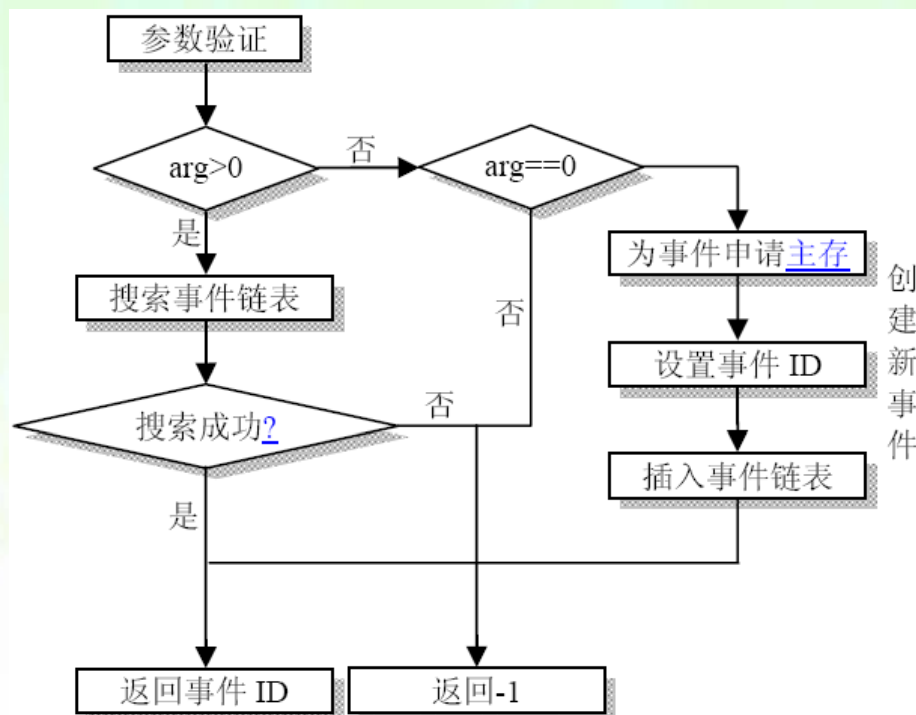 参数验证
arg>0
否
arg==0
是
为事件申请主存
搜索事件链表
否
设置事件 ID
搜索成功?
否
插入事件链表
是
创
建
新
事
件
返回事件 ID
返回-1